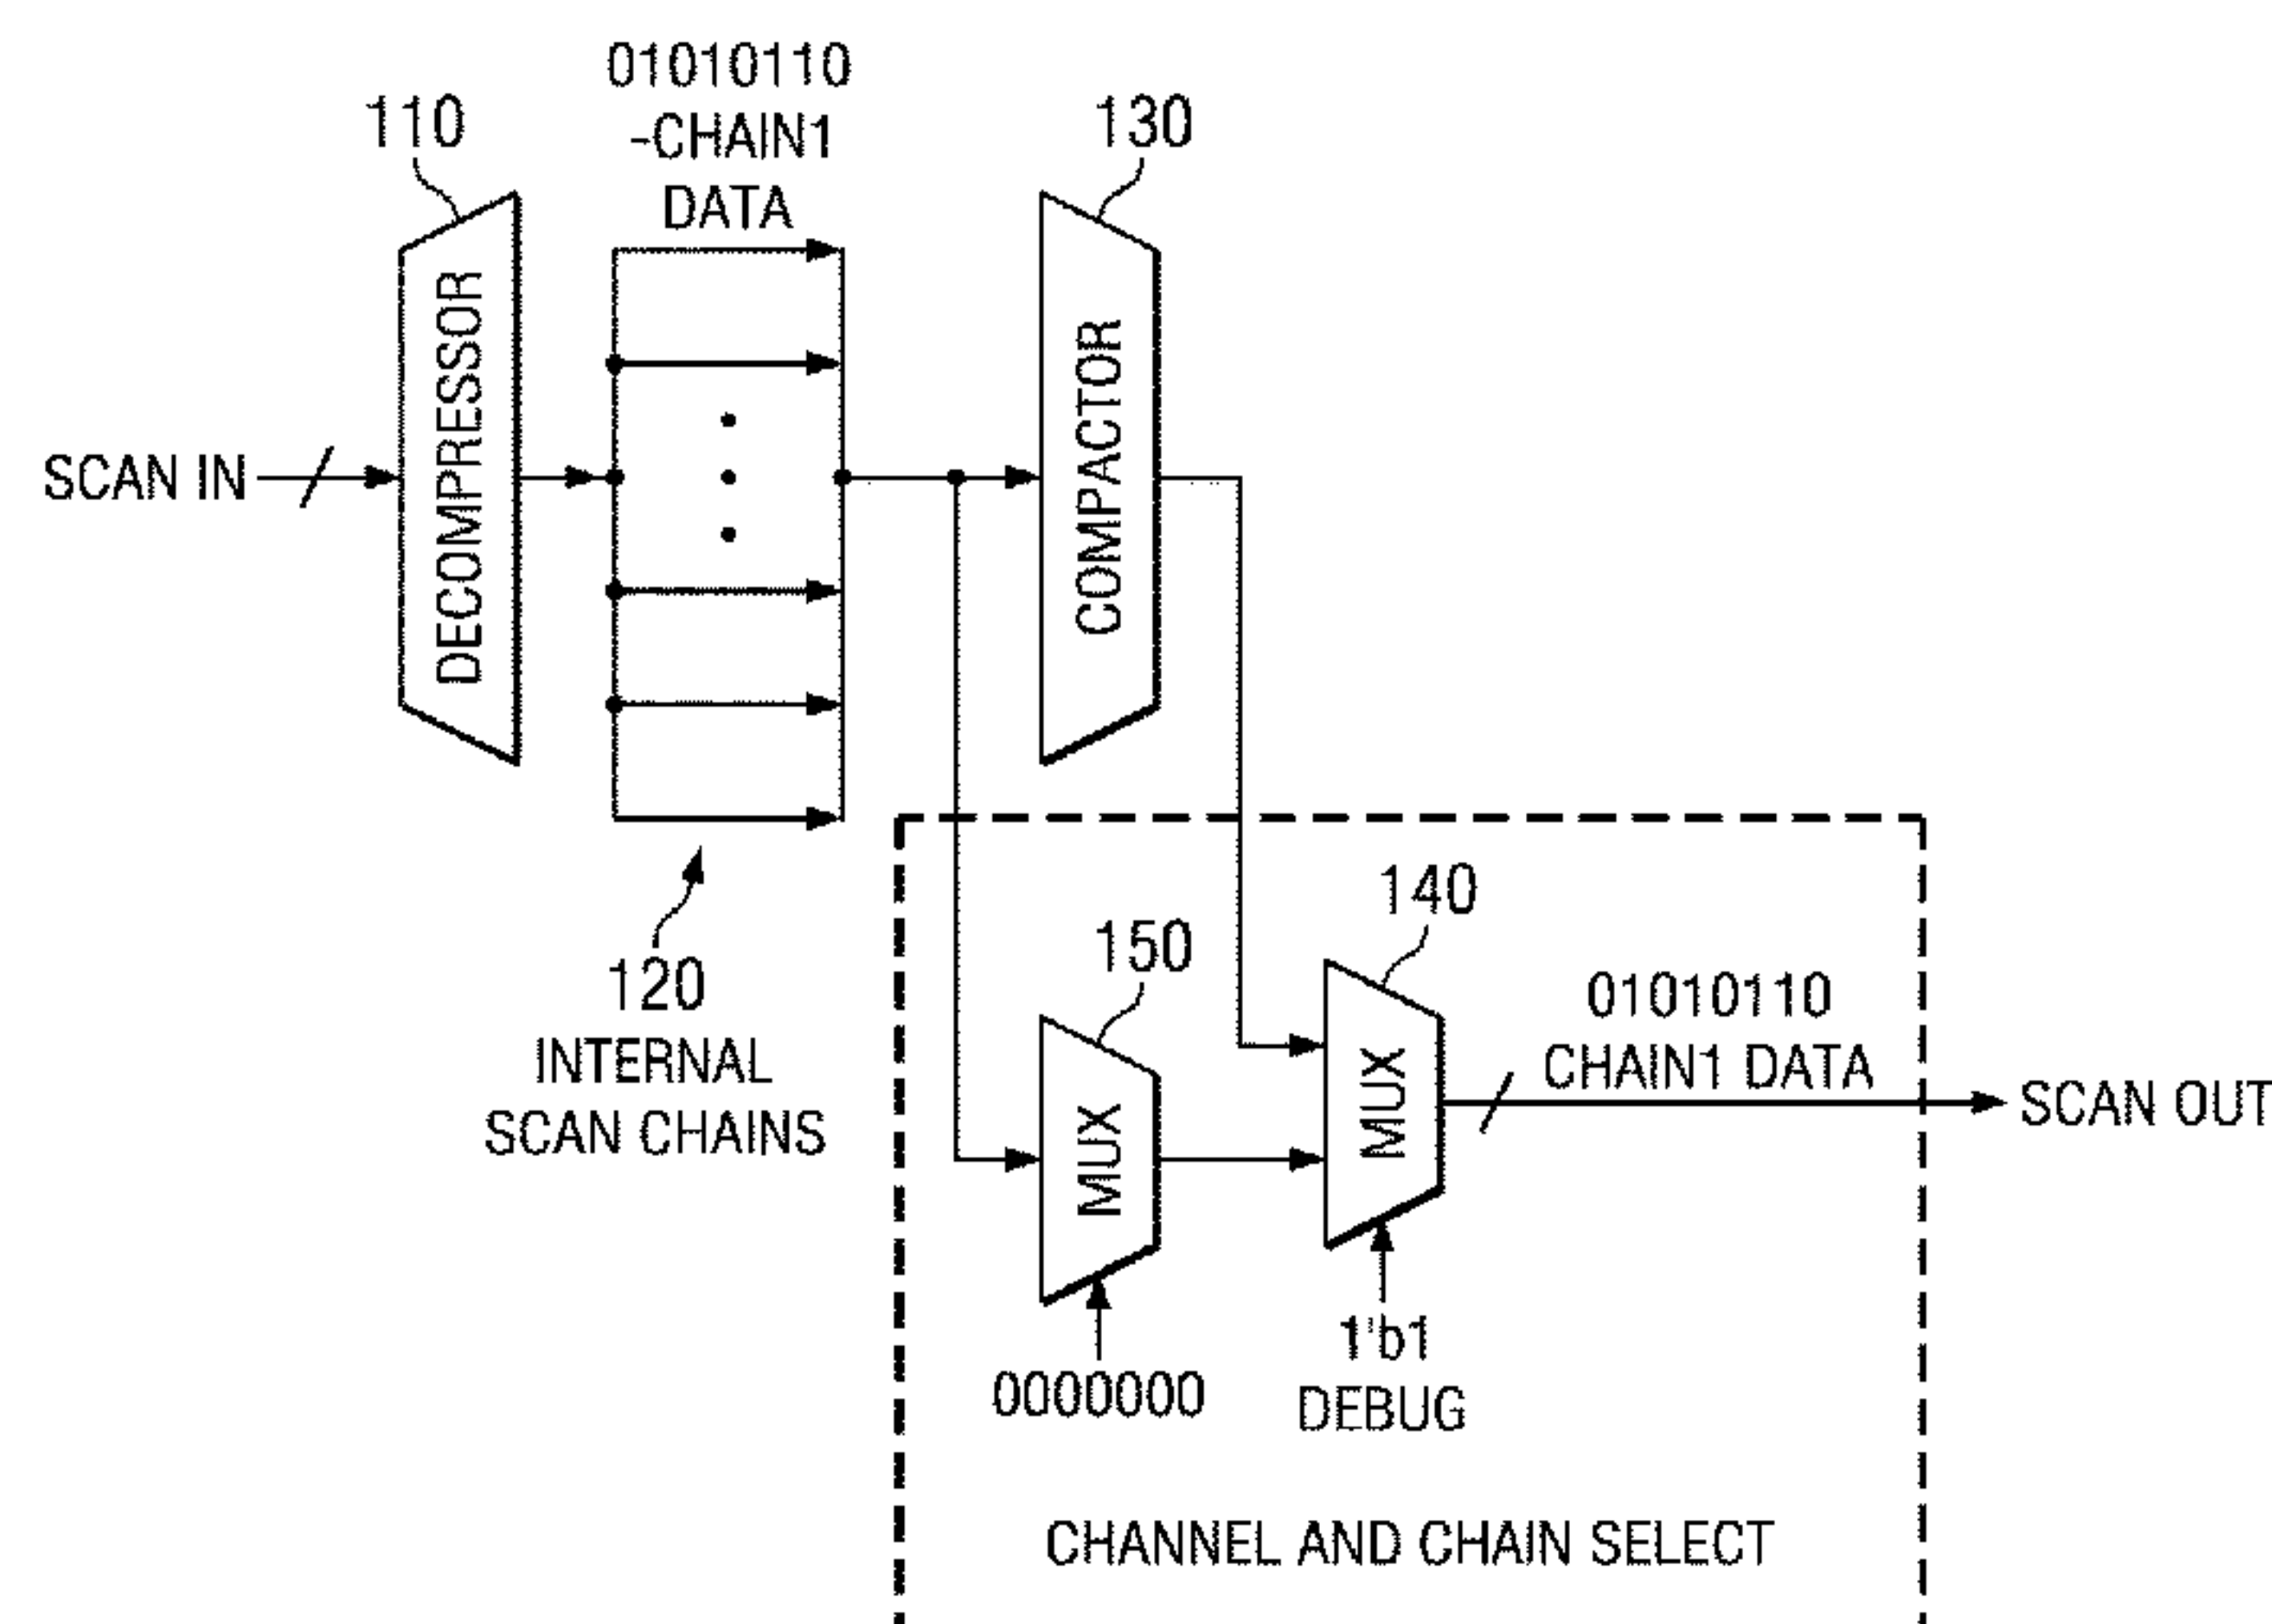 01010110
-CHAIN1
DATA
110
130
DECOMPRESSOR
COMPACTOR
SCAN IN
120
INTERNAL
SCAN CHAINS
150
140
MUX
MUX
01010110
CHAIN1 DATA
SCAN OUT
0000000
1'b1
DEBUG
CHANNEL AND CHAIN SELECT